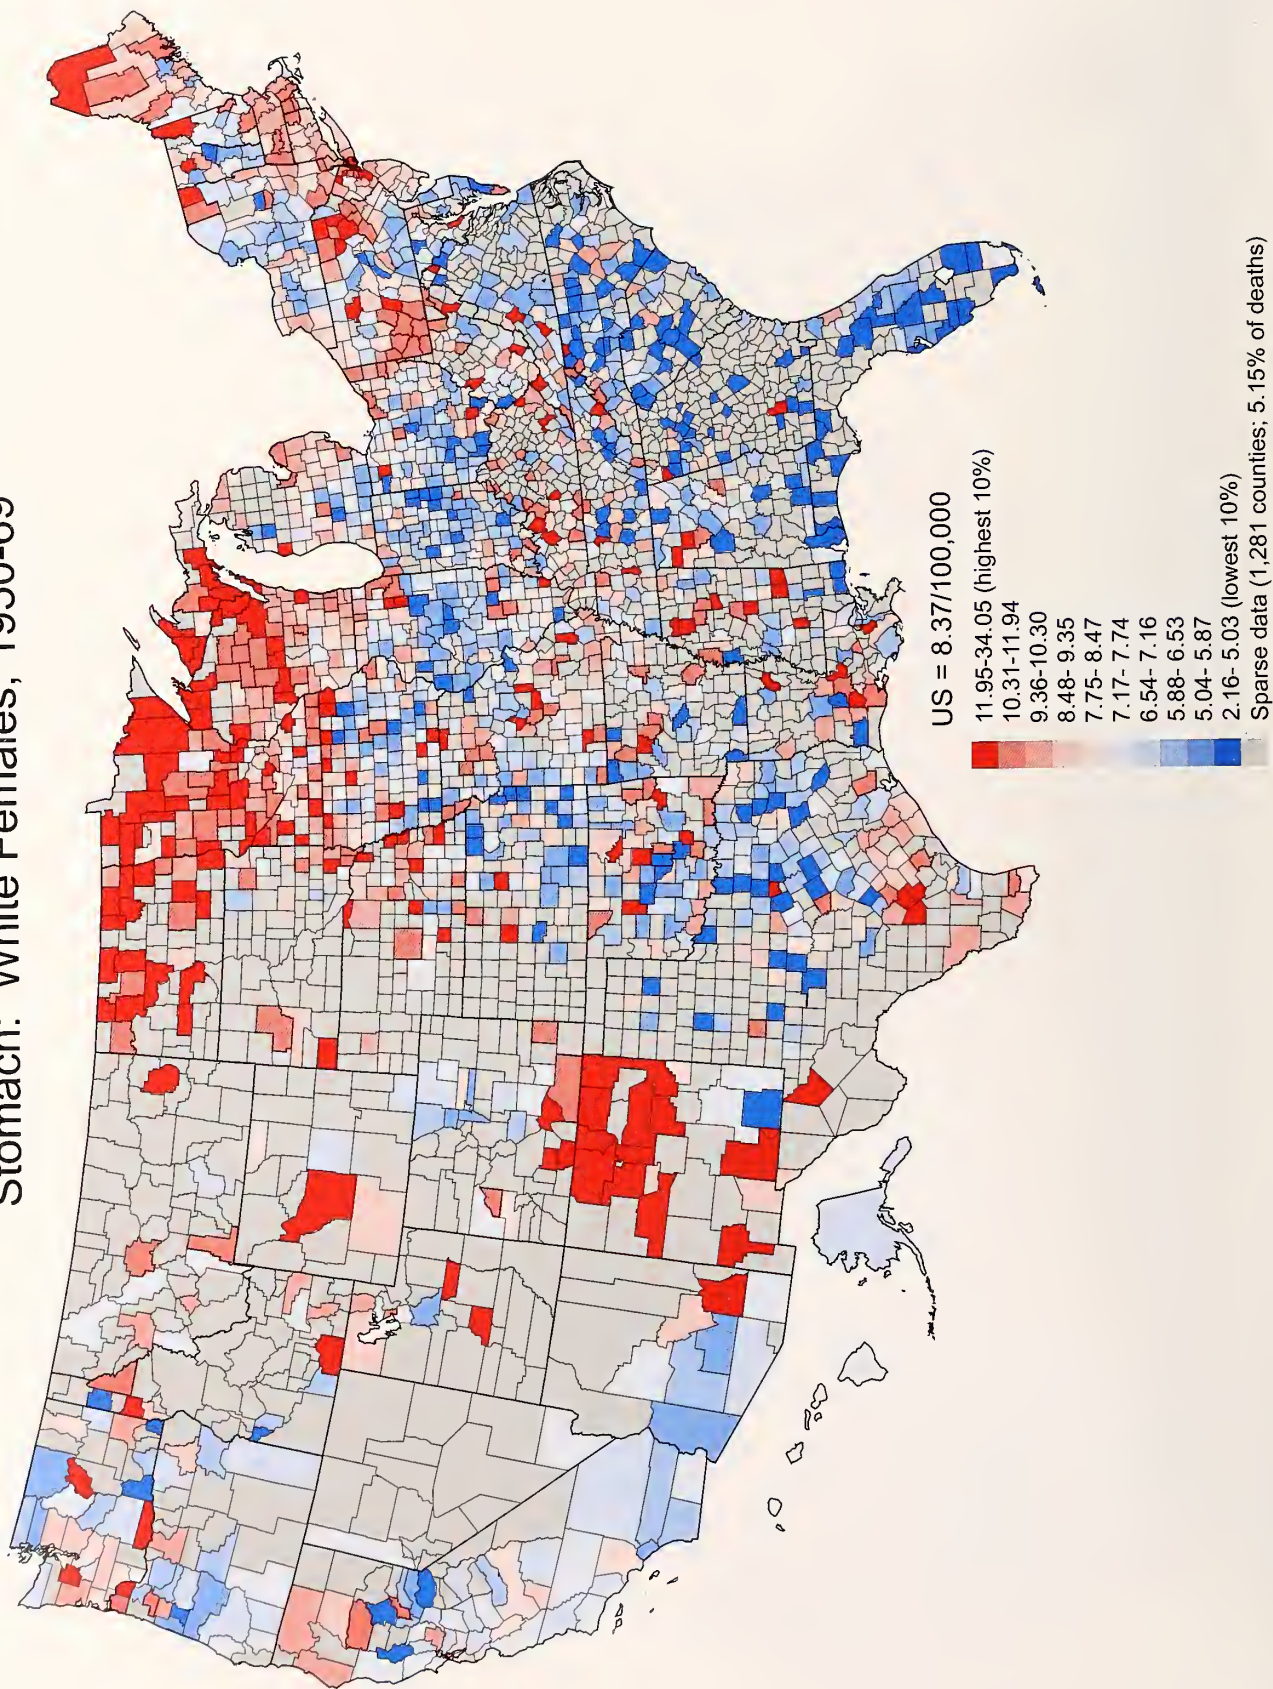 Stomach: White Females, 1950-69
US = 8.37/100,000
11.95-34.05 (highest 10%)
10.31-11.94
9.36-10.30
8.48- 9.35
7.75- 8.47
7.17- 7.74
6.54- 7.16
5.88- 6.53
5.04- 5.87
2.16- 5.03 (lowest 10%)
Sparse data (1,281 counties; 5.15% of deaths)